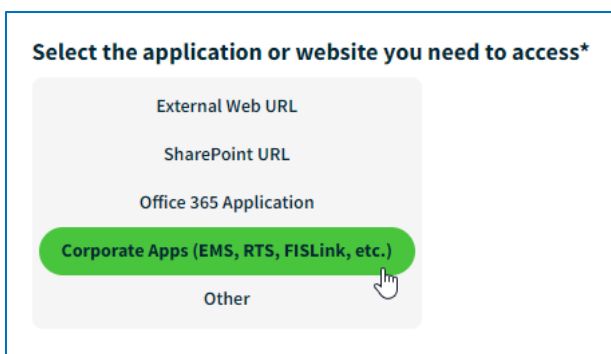 Select the application or website you need to access*
External Web URL
SharePoint URL
Office 365 Application
Corporate Apps (EMS, RTS, FISLink, etc.)
Other